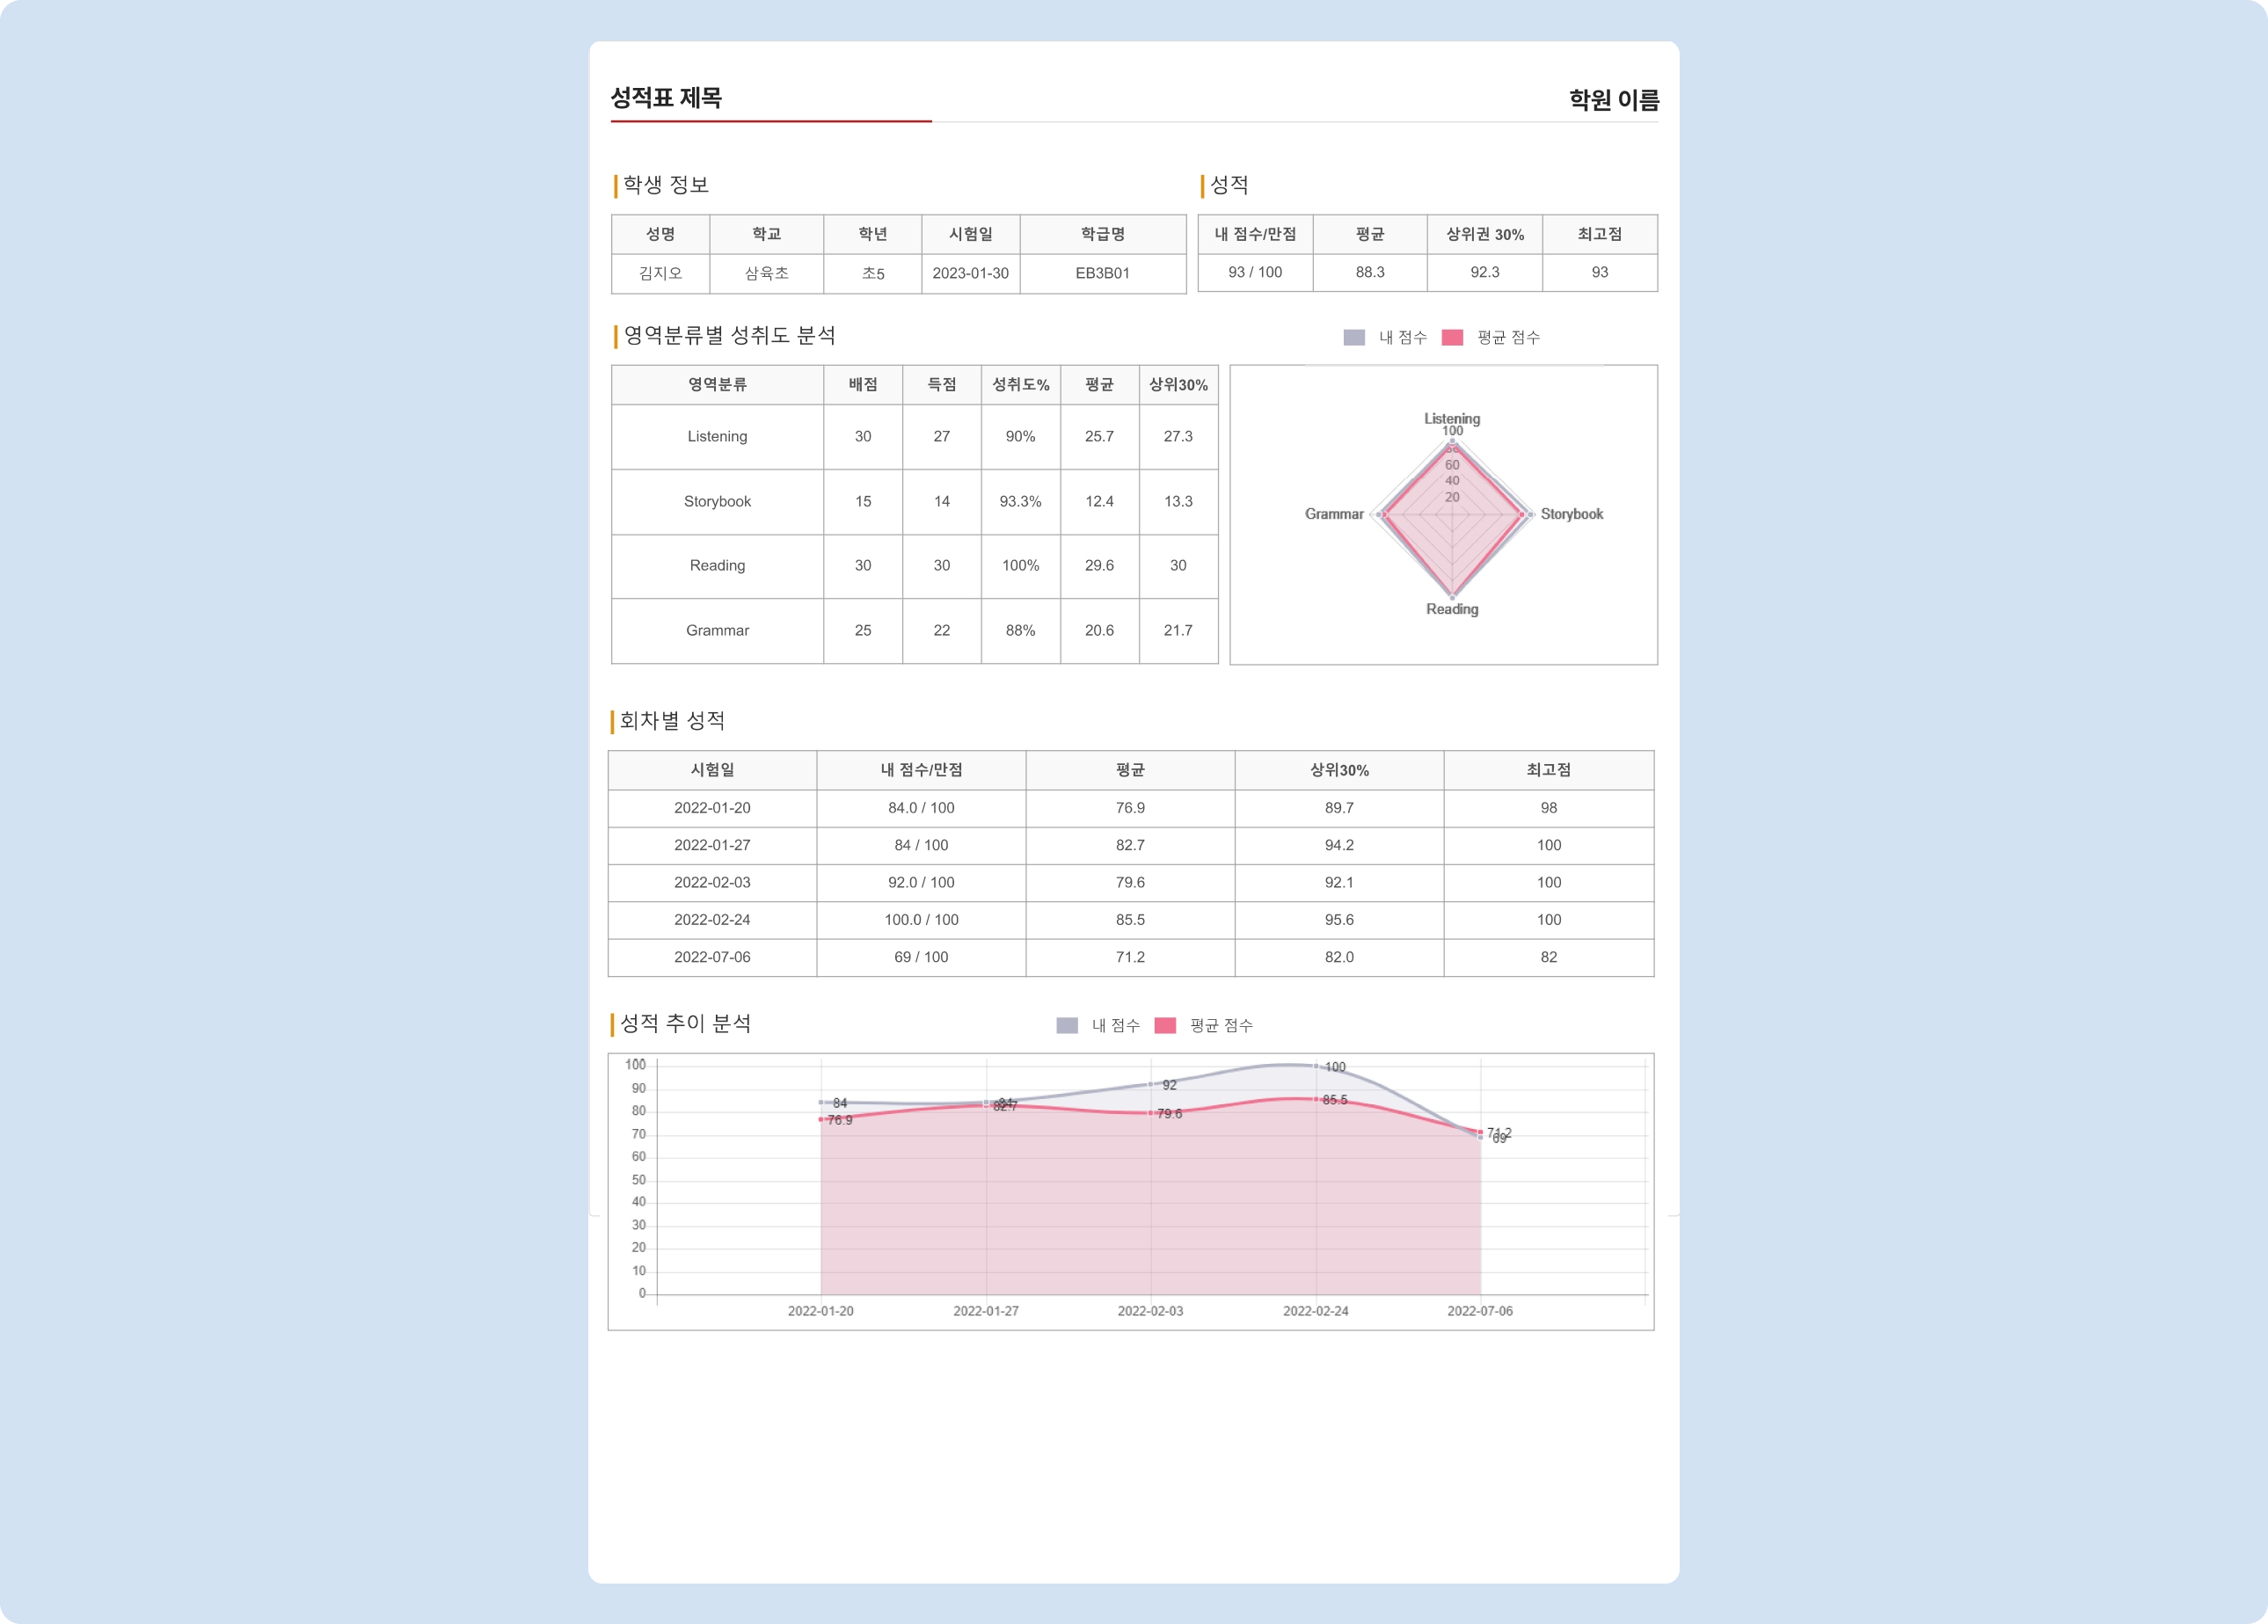 성적표 제목
학원 이름
학생 정보
성명 학교 학년 시험일 학급명
김지오 삼육초 초5 2023-01-30 EB3B01
성적
내 점수/만점 평균 상위권 30% 최고점
93 / 100 88.3 92.3 93
영역분류별 성취도 분석
영역분류 배점 득점 성취도% 평균 상위30%
Listening 30 27 90% 25.7 27.3
Storybook 15 14 93.3% 12.4 13.3
Reading 30 30 100% 29.6 30
Grammar 25 22 88% 20.6 21.7
내 점수 평균 점수
Listening
100
80
60
40
20
Grammar Storybook
Reading
회차별 성적
시험일 내 점수/만점 평균 상위30% 최고점
2022-01-20 84.0 / 100 76.9 89.7 98
2022-01-27 84 / 100 82.7 94.2 100
2022-02-03 92.0 / 100 79.6 92.1 100
2022-02-24 100.0 / 100 85.5 95.6 100
2022-07-06 69 / 100 71.2 82.0 82
성적 추이 분석
내 점수 평균 점수
100
90
80
70
60
50
40
30
20
10
0
84 84 92 100 69
76.9 82.7 79.6 85.5 71.2
2022-01-20 2022-01-27 2022-02-03 2022-02-24 2022-07-06